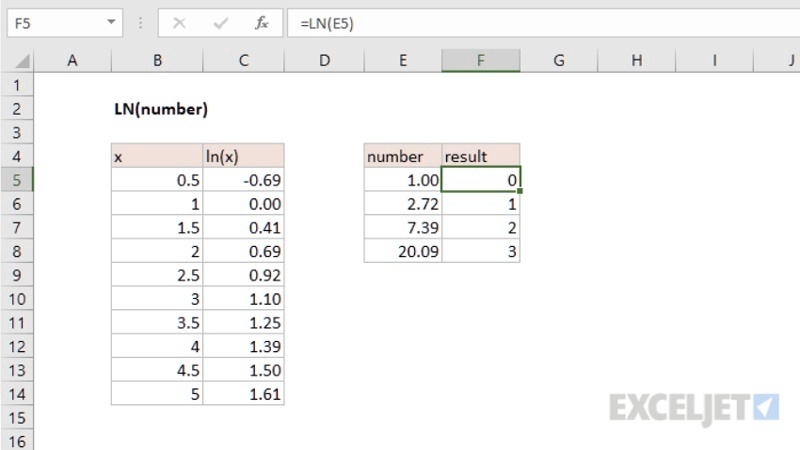 F5 fx =LN(E5)
A B C D E F G H I J
1
2 LN(number)
3
4 x ln(x) number result
5 0.5 -0.69 1.00 0
6 1 0.00 2.72 1
7 1.5 0.41 7.39 2
8 2 0.69 20.09 3
9 2.5 0.92
10 3 1.10
11 3.5 1.25
12 4 1.39
13 4.5 1.50
14 5 1.61
15
16
EXCELJET